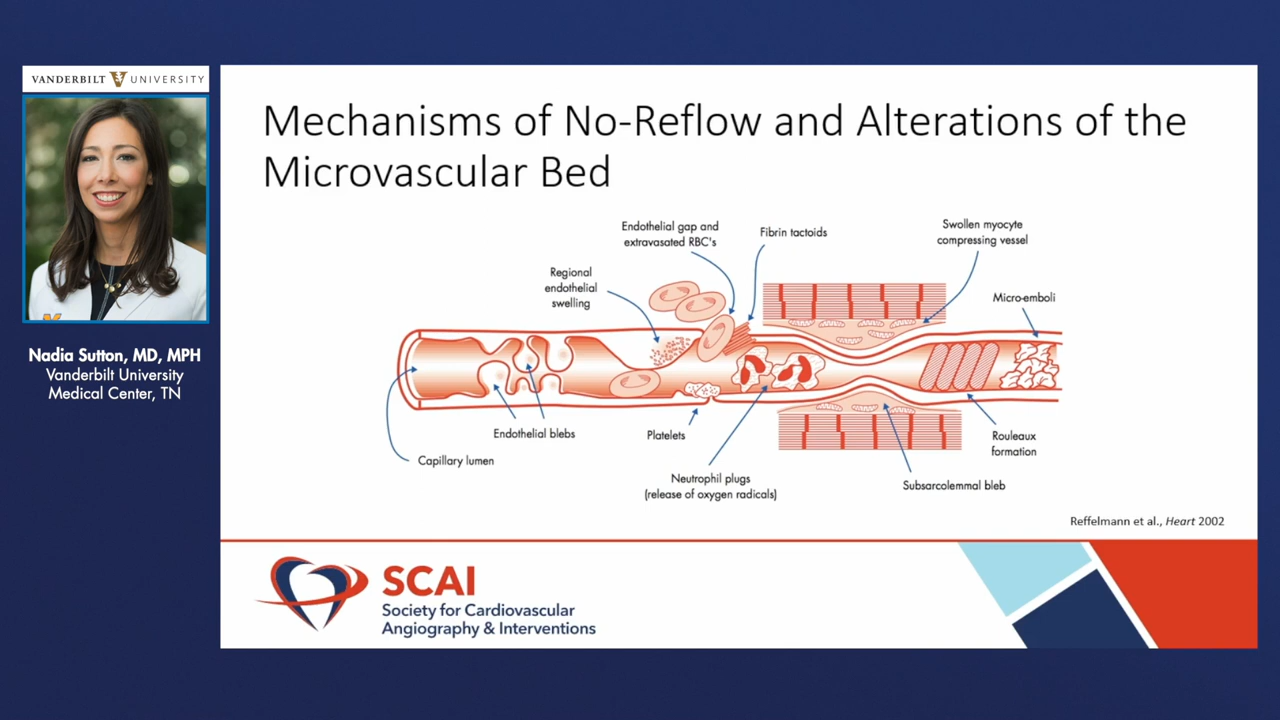 VANDERBILT UNIVERSITY
Nadia Sutton, MD, MPH
Vanderbilt University
Medical Center, TN
Mechanisms of No-Reflow and Alterations of the
Microvascular Bed
Endothelial gap and
extravasated RBC's
Fibrin tactoids
Swollen myocyte
compressing vessel
Regional
endothelial
swelling
Micro-emboli
Endothelial blebs
Platelets
Rouleaux
formation
Capillary lumen
Neutrophil plugs
(release of oxygen radicals)
Subsarcolemmal bleb
Reffelmann et al., Heart 2002
SCAI
Society for Cardiovascular
Angiography & Interventions